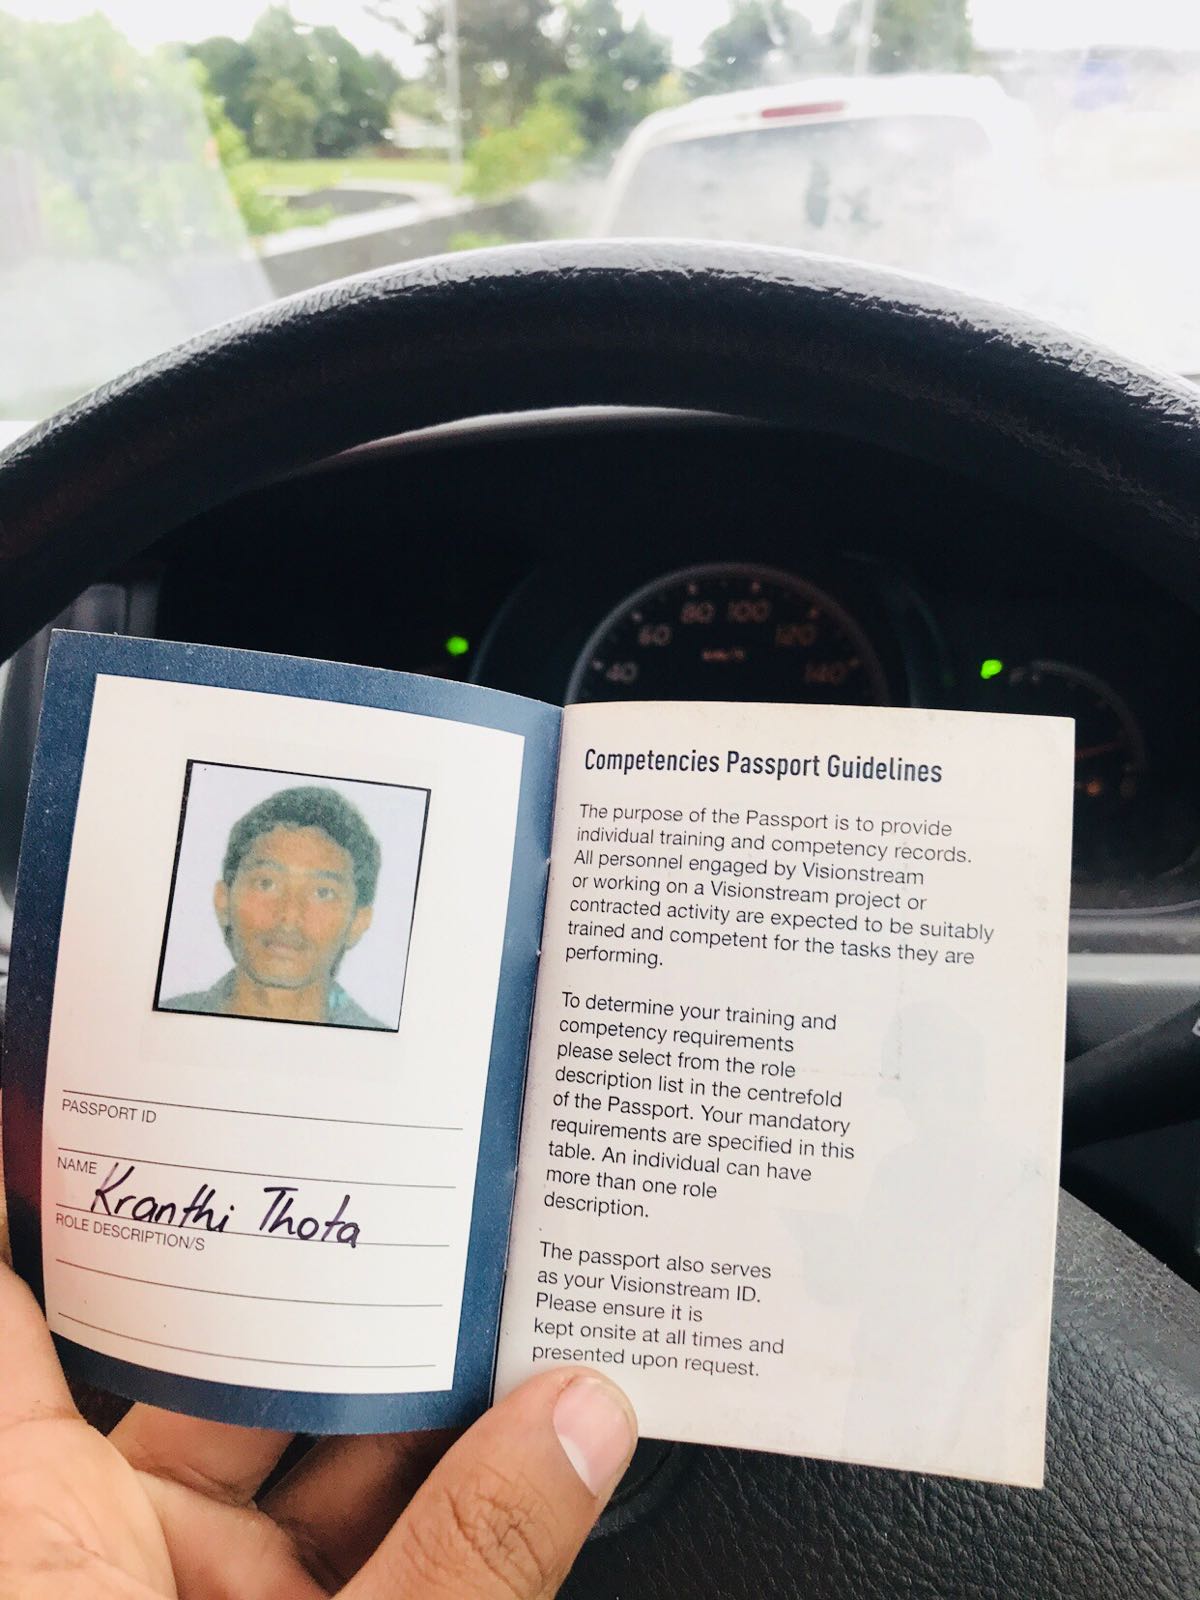 80 100
60 120
40 km/h 140
F
PASSPORT ID
NAME Kranthi Thota
ROLE DESCRIPTION/S
Competencies Passport Guidelines
The purpose of the Passport is to provide
individual training and competency records.
All personnel engaged by Visionstream
or working on a Visionstream project or
contracted activity are expected to be suitably
trained and competent for the tasks they are
performing.
To determine your training and
competency requirements
please select from the role
description list in the centrefold
of the Passport. Your mandatory
requirements are specified in this
table. An individual can have
more than one role
description.
The passport also serves
as your Visionstream ID.
Please ensure it is
kept onsite at all times and
presented upon request.